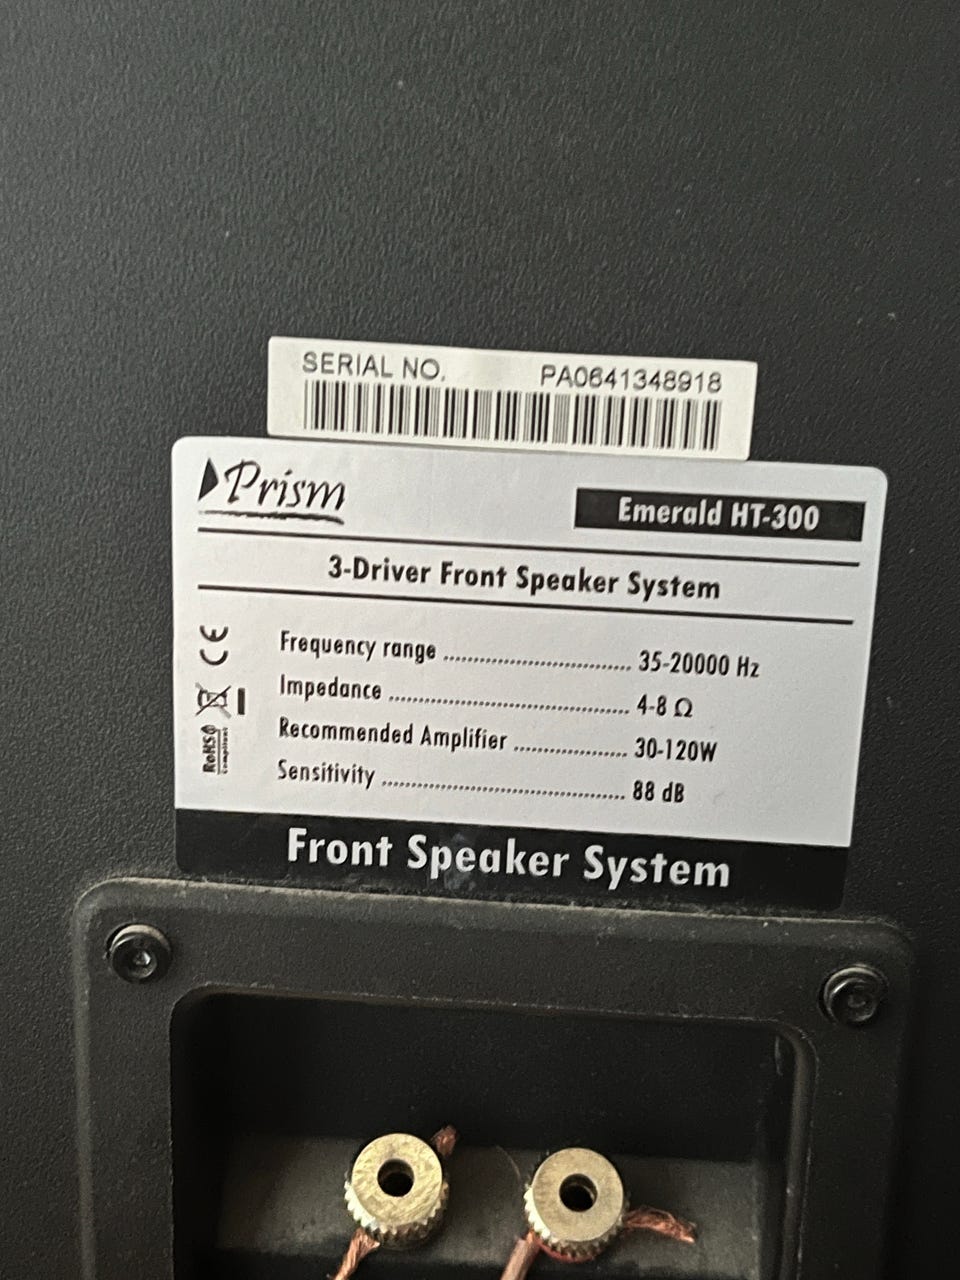 SERIAL NO. PA0641348918
Prism
Emerald HT-300
3-Driver Front Speaker System
CE
Frequency range ........................................ 35-20000 Hz
Impedance .................................................... 4-8 Ω
Recommended Amplifier ........................ 30-120W
Sensitivity ..................................................... 88 dB
RoHS
Compliant
Front Speaker System